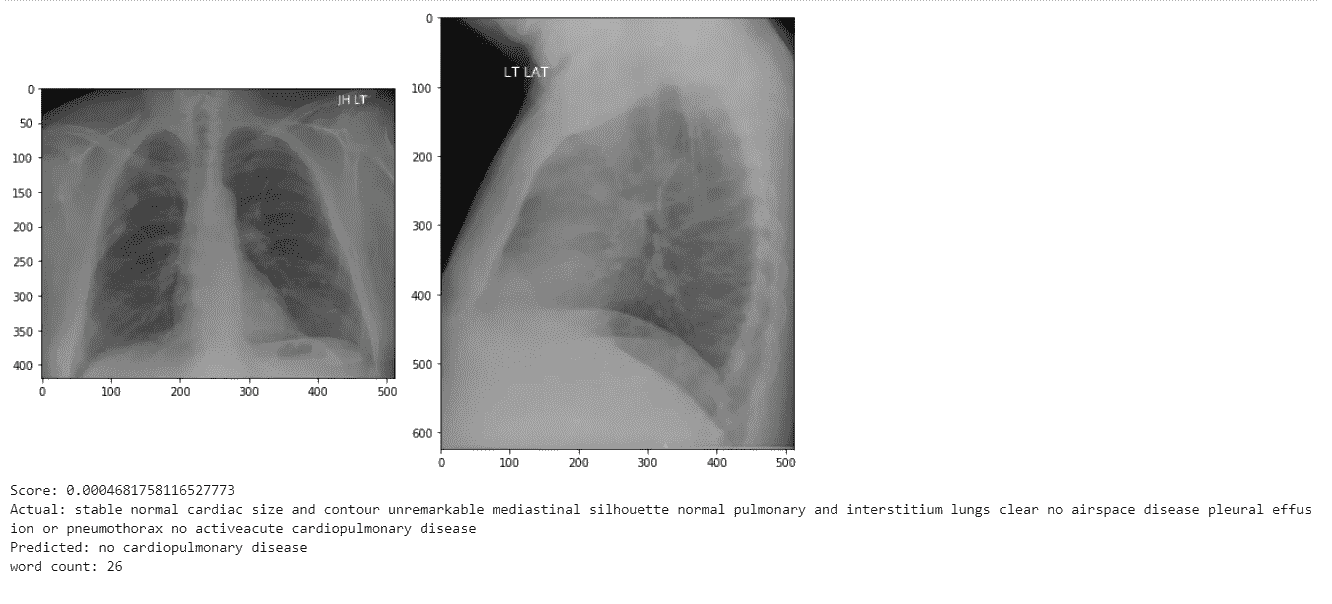 JH LT
0
50
100
150
200
250
300
350
400
0 100 200 300 400 500
LT LAT
0
100
200
300
400
500
600
0 100 200 300 400 500
Score: 0.0004681758116527773
Actual: stable normal cardiac size and contour unremarkable mediastinal silhouette normal pulmonary and interstitium lungs clear no airspace disease pleural effus
ion or pneumothorax no activeacute cardiopulmonary disease
Predicted: no cardiopulmonary disease
word count: 26